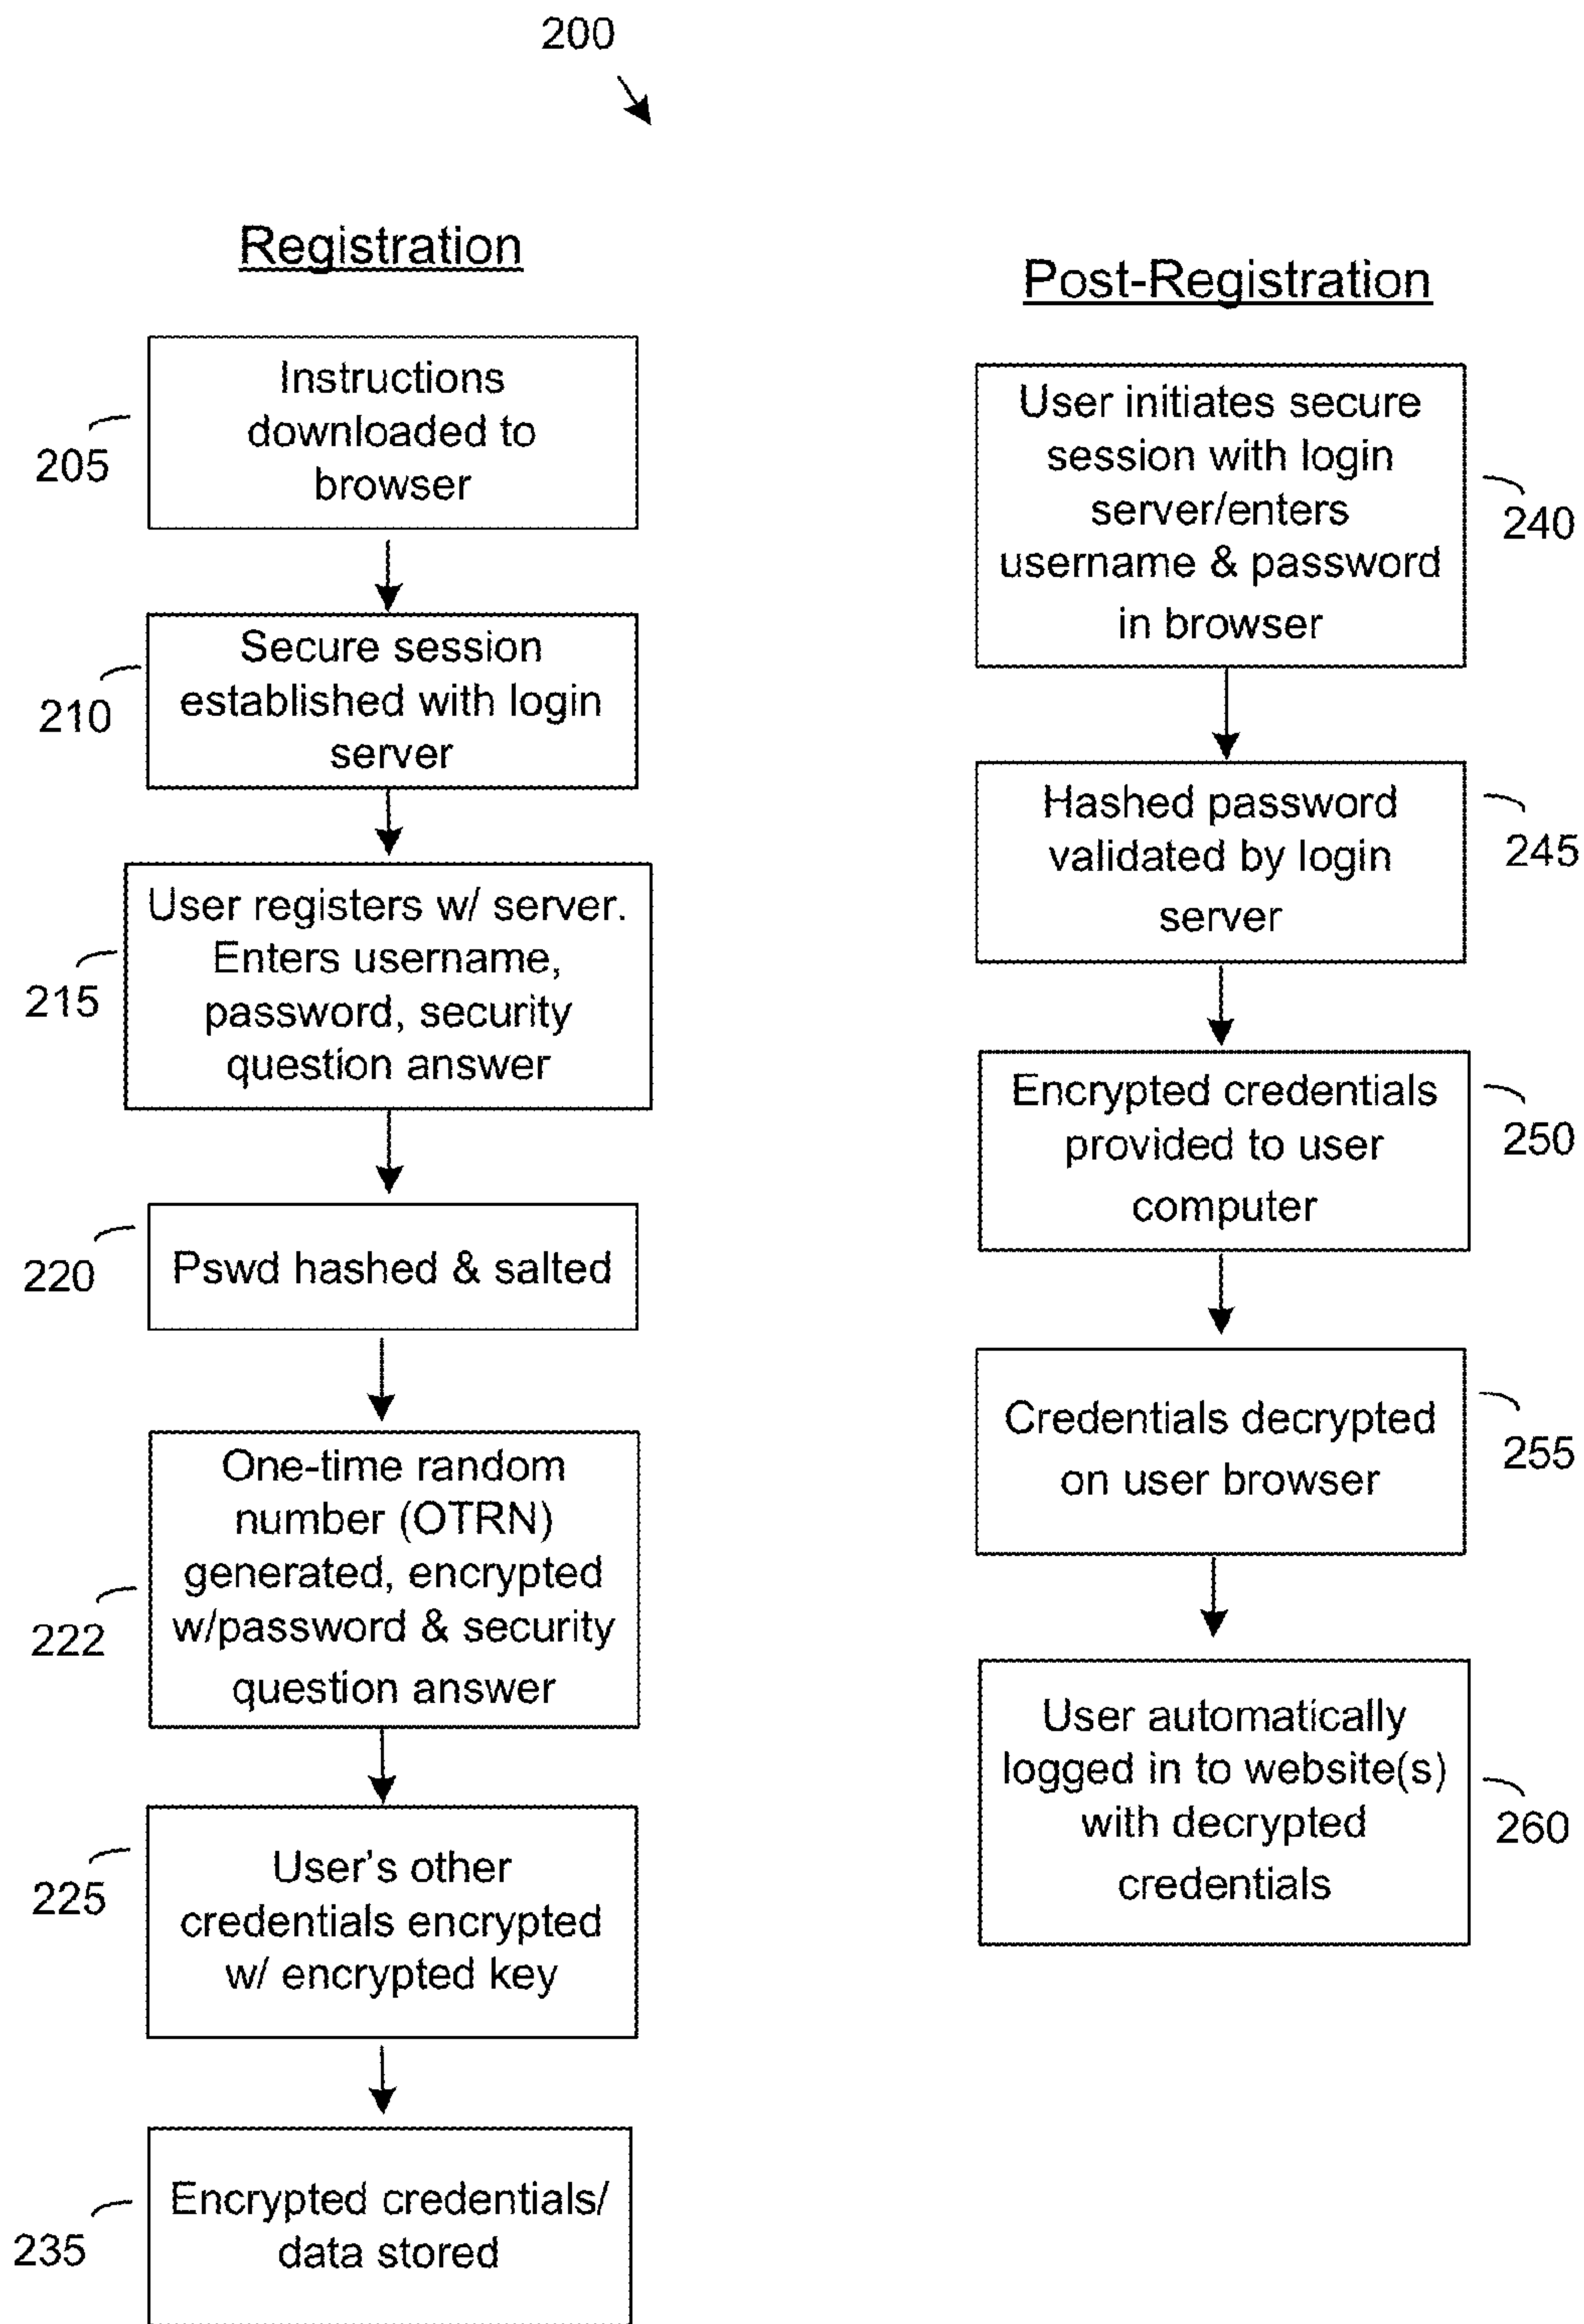 200
Registration
Instructions
downloaded to
browser
205
Secure session
established with login
server
210
User registers w/ server.
Enters username,
password, security
question answer
215
Pswd hashed & salted
220
One-time random
number (OTRN)
generated, encrypted
w/password & security
question answer
222
User's other
credentials encrypted
w/ encrypted key
225
Encrypted credentials/
data stored
235
Post-Registration
User initiates secure
session with login
server/enters
username & password
in browser
240
Hashed password
validated by login
server
245
Encrypted credentials
provided to user
computer
250
Credentials decrypted
on user browser
255
User automatically
logged in to website(s)
with decrypted
credentials
260